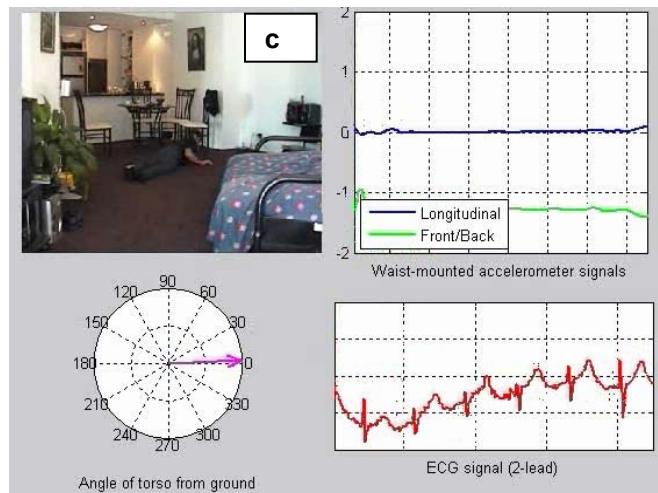 c
2
1
G
-1
-2
Longitudinal
Front/Back
Waist-mounted accelerometer signals
90
120
60
150
30
180
0
210
330
240
300
270
Angle of torso from ground
ECG signal (2-lead)